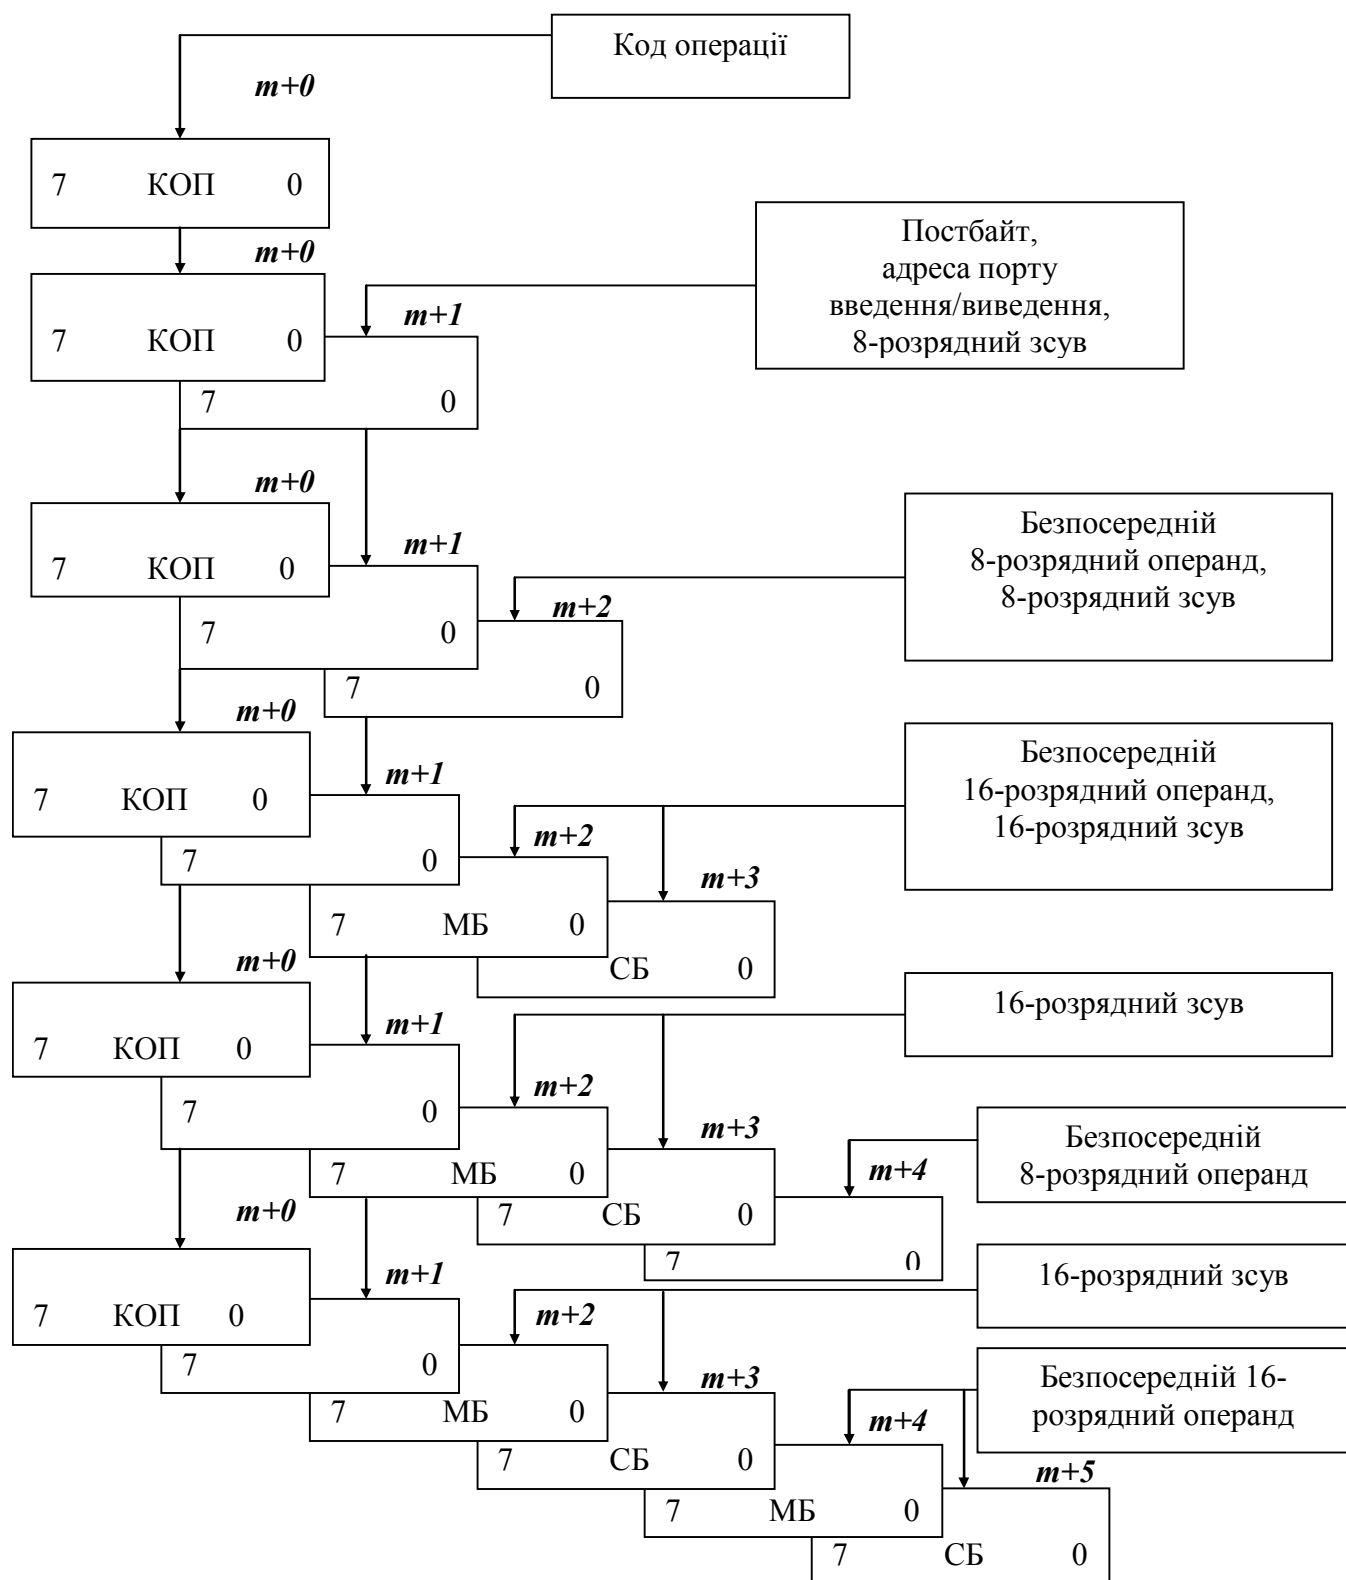 Код операції
m+0
7 КОП 0
m+0
Постбайт,
адреса порту
введення/виведення,
8-розрядний зсув
m+1
7 КОП 0
7 0
m+0
Безпосередній
8-розрядний операнд,
8-розрядний зсув
m+1
7 КОП 0
m+2
7 0
7 0
m+0
Безпосередній
16-розрядний операнд,
16-розрядний зсув
m+1
7 КОП 0
m+2
7 0
m+3
7 МБ 0
СБ 0
m+0
16-розрядний зсув
m+1
7 КОП 0
m+2
7 0
m+3
Безпосередній
8-розрядний операнд
7 МБ 0
m+4
m+0
7 СБ 0
7 0
m+1
16-розрядний зсув
7 КОП 0
m+2
7 0
m+3
Безпосередній 16-
розрядний операнд
7 МБ 0
m+4
7 СБ 0
m+5
7 МБ 0
7 СБ 0